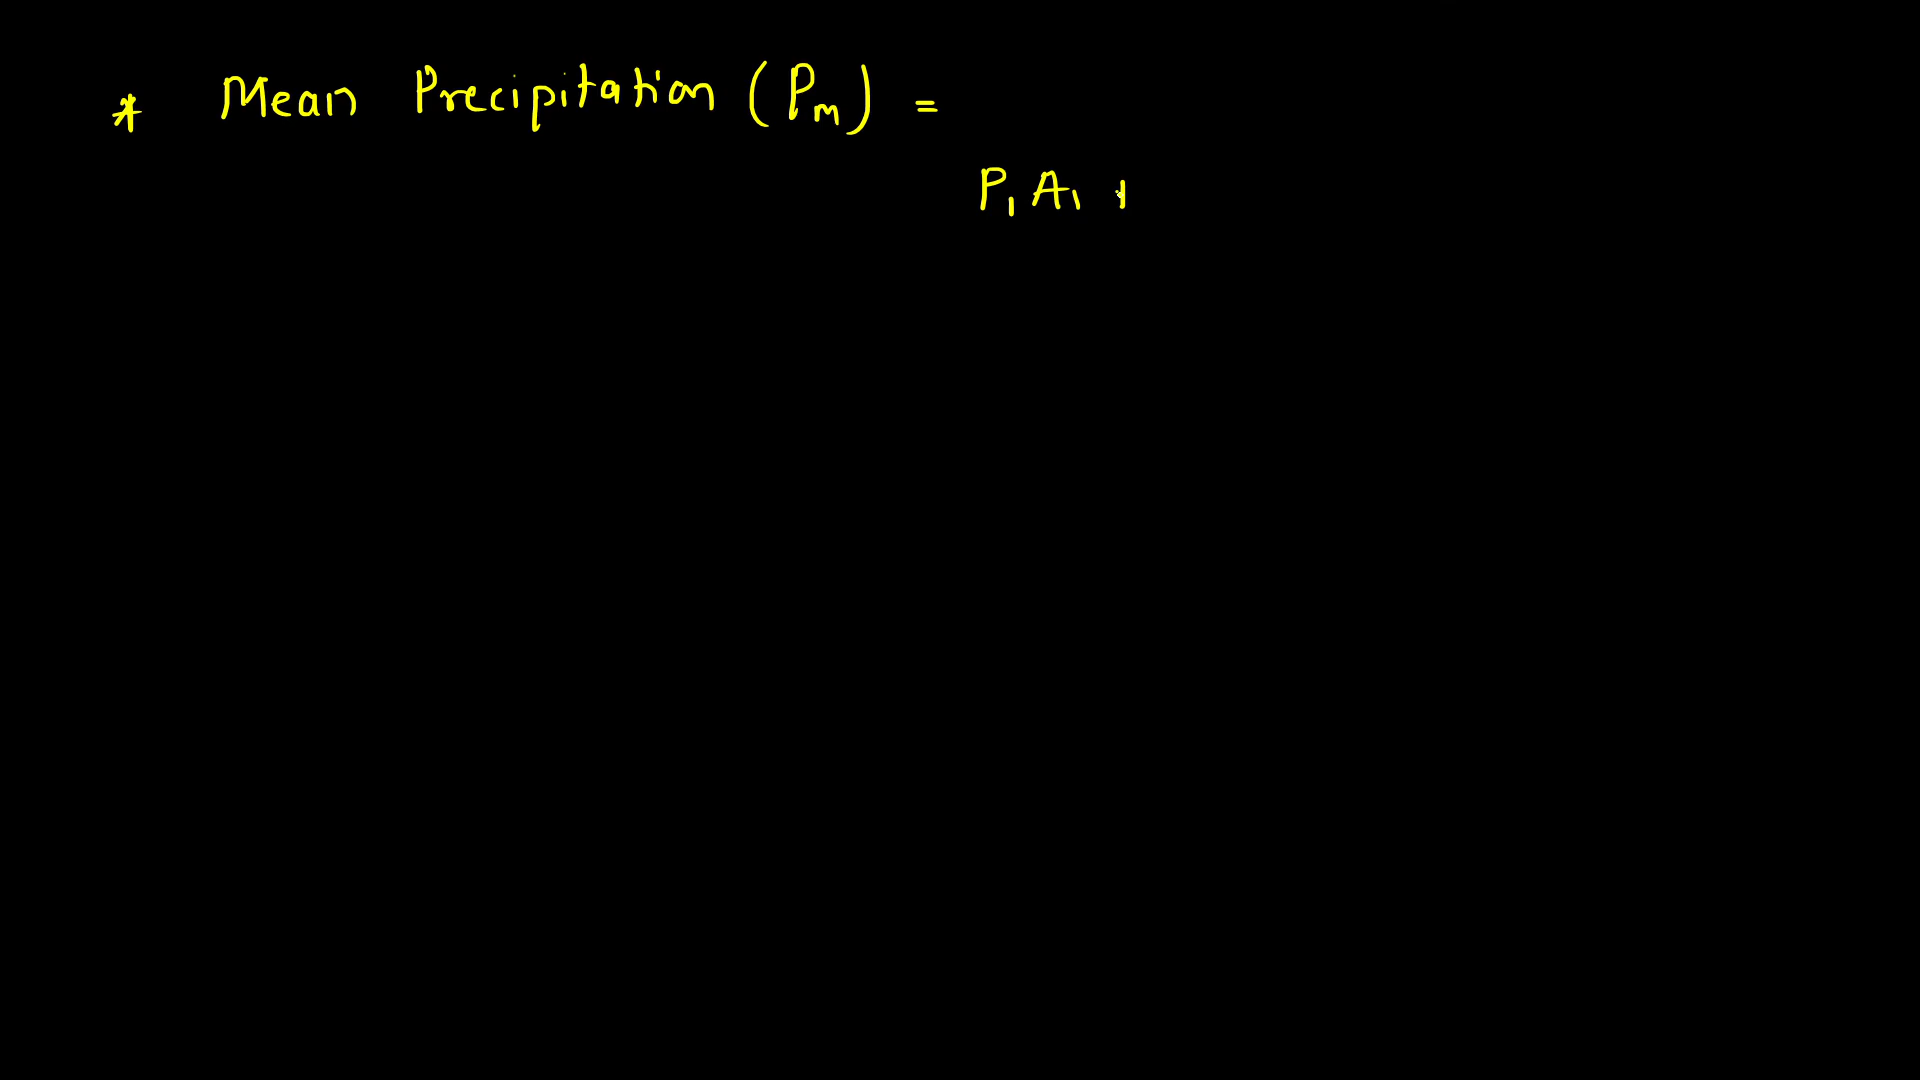 * Mean Precipitation (Pₘ) =
P₁ A₁ +